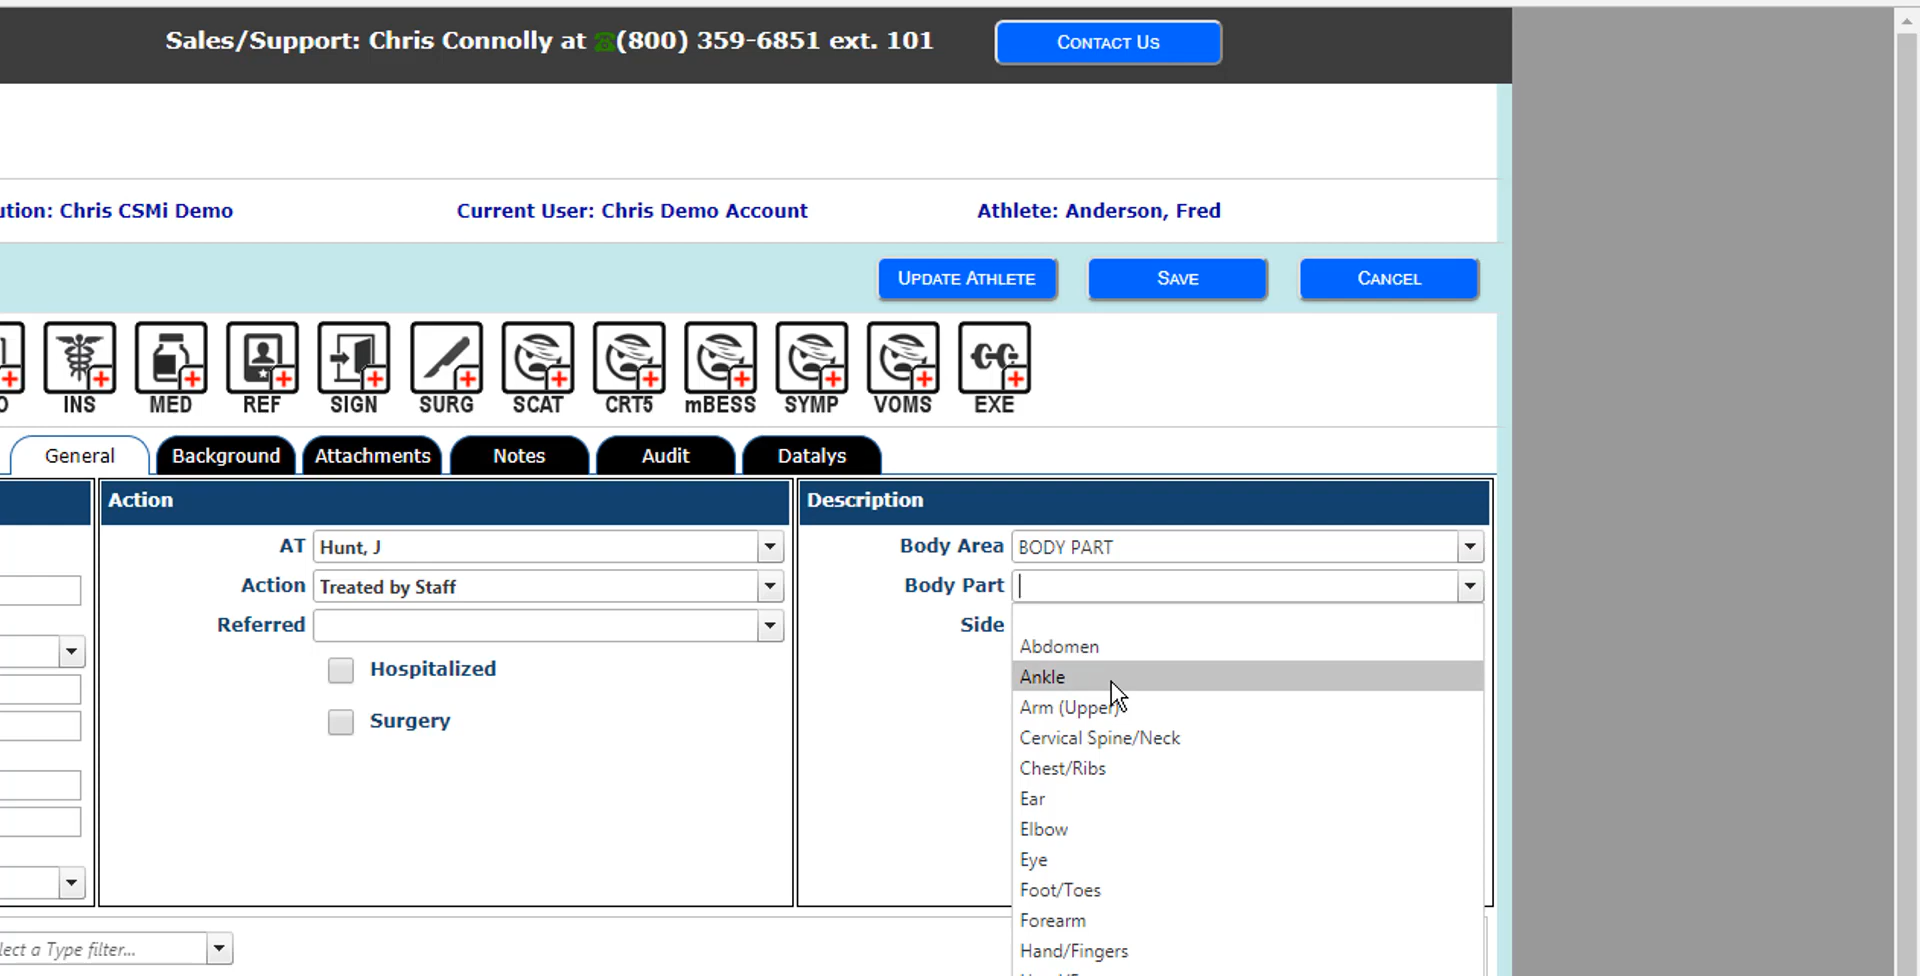 Sales/Support: Chris Connolly at ☎(800) 359-6851 ext. 101
CONTACT US
ution: Chris CSMi Demo
Current User: Chris Demo Account
Athlete: Anderson, Fred
UPDATE ATHLETE
SAVE
CANCEL
O
INS
MED
REF
SIGN
SURG
SCAT
CRT5
mBESS
SYMP
VOMS
EXE
General
Background
Attachments
Notes
Audit
Datalys
Action
AT
Hunt, J
Action
Treated by Staff
Referred
Hospitalized
Surgery
Description
Body Area
BODY PART
Body Part
Side
Abdomen
Ankle
Arm (Upper)
Cervical Spine/Neck
Chest/Ribs
Ear
Elbow
Eye
Foot/Toes
Forearm
Hand/Fingers
lect a Type filter...